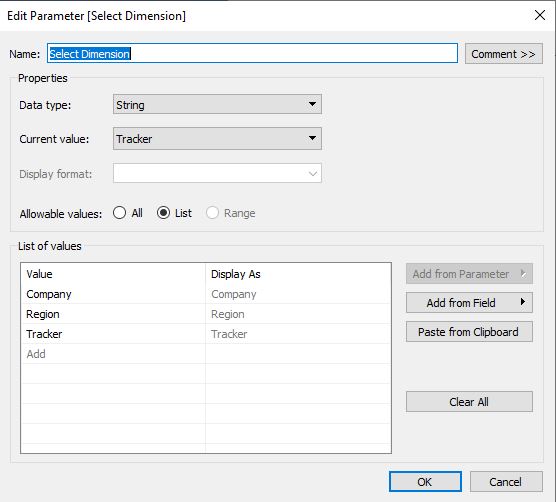 Edit Parameter [Select Dimension]
Name: Select Dimension Comment >>
Properties
Data type: String
Current value: Tracker
Display format:
Allowable values: All List Range
List of values
Value Display As
Company Company
Region Region
Tracker Tracker
Add
Add from Parameter
Add from Field
Paste from Clipboard
Clear All
OK Cancel